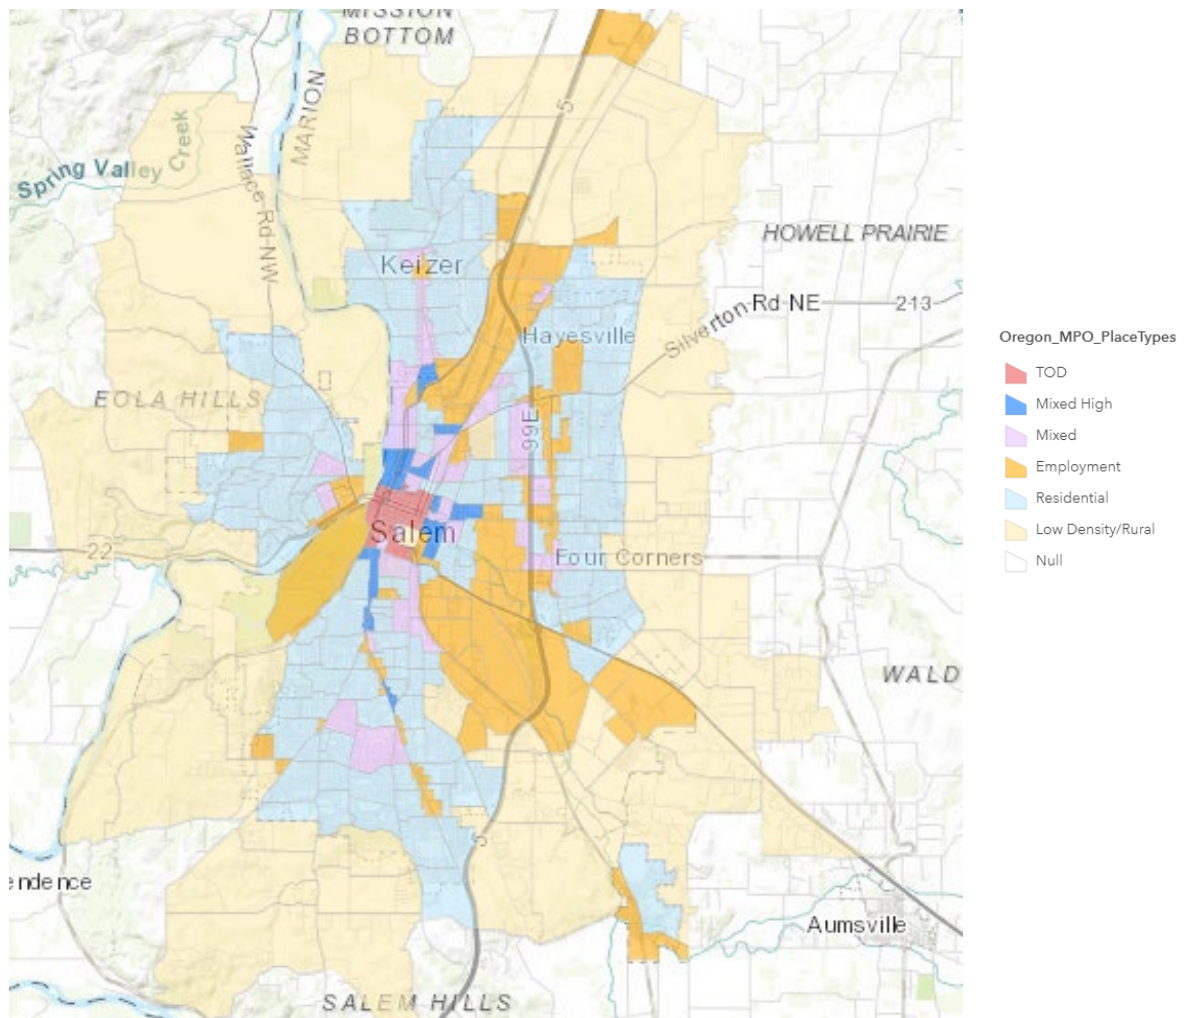 MISSION
BOTTOM
MARION
5
Spring Valley
Creek
Wallace Rd NW
HOWELL PRAIRIE
Keizer
Silverton Rd NE
213
Hayesville
Oregon_MPO_PlaceTypes
TOD
EOLA HILLS
Mixed High
99E
Mixed
Employment
Residential
Salem
Low Density/Rural
22
Four Corners
Null
WALD
5
endence
Aumsville
SALEM HILLS